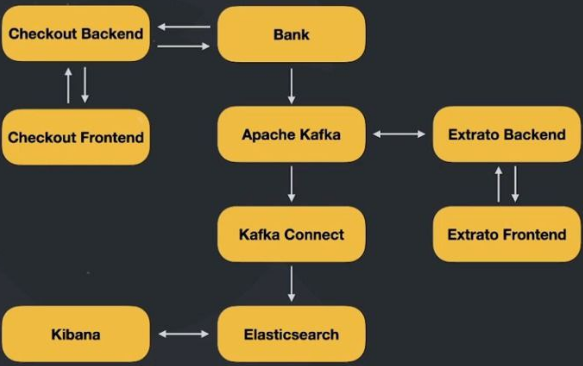 Checkout Backend
Bank
Checkout Frontend
Apache Kafka
Extrato Backend
Kafka Connect
Extrato Frontend
Kibana
Elasticsearch